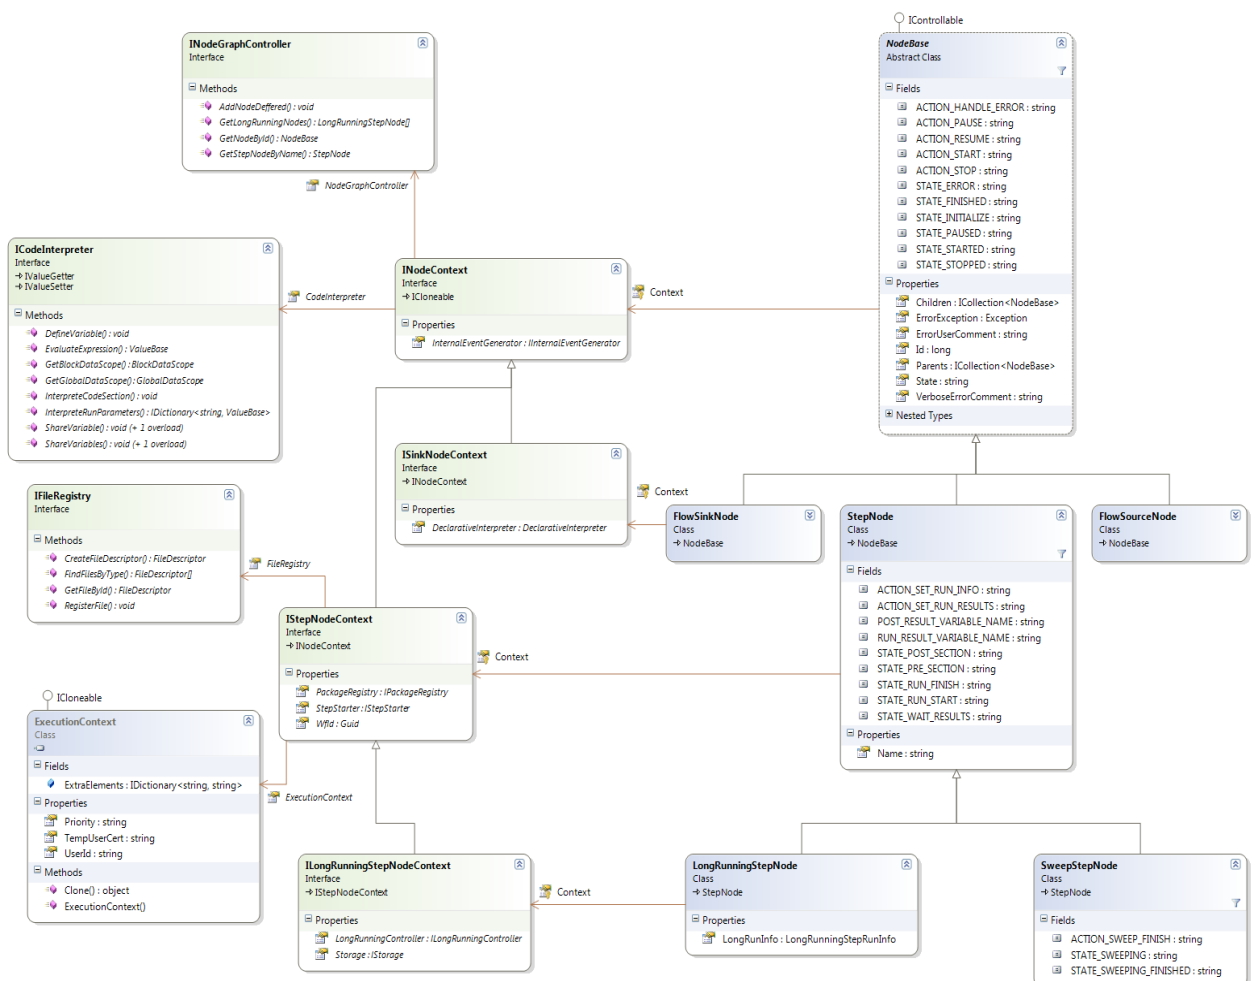 INodeGraphController
Interface
Methods
AddNodeDeffered() : void
GetLongRunningNodes() : LongRunningStepNode[]
GetNodeById() : NodeBase
GetStepNodeByName() : StepNode
NodeGraphController
IControllable
NodeBase
Abstract Class
Fields
ACTION_HANDLE_ERROR : string
ACTION_PAUSE : string
ACTION_RESUME : string
ACTION_START : string
ACTION_STOP : string
STATE_ERROR : string
STATE_FINISHED : string
STATE_INITIALIZE : string
STATE_PAUSED : string
STATE_STARTED : string
STATE_STOPPED : string
Properties
Children : ICollection<NodeBase>
ErrorException : Exception
ErrorUserComment : string
Id : long
Parents : ICollection<NodeBase>
State : string
VerboseErrorComment : string
Nested Types
ICodeInterpreter
Interface
IValueGetter
IValueSetter
Methods
DefineVariable() : void
EvaluateExpression() : ValueBase
GetBlockDataScope() : BlockDataScope
GetGlobalDataScope() : GlobalDataScope
InterpreteCodeSection() : void
InterpreteRunParameters() : IDictionary<string, ValueBase>
ShareVariable() : void (+ 1 overload)
ShareVariables() : void (+ 1 overload)
CodeInterpreter
INodeContext
Interface
ICloneable
Properties
InternalEventGenerator : IInternalEventGenerator
Context
ISinkNodeContext
Interface
INodeContext
Properties
DeclarativeInterpreter : DeclarativeInterpreter
Context
FlowSinkNode
Class
NodeBase
StepNode
Class
NodeBase
Fields
ACTION_SET_RUN_INFO : string
ACTION_SET_RUN_RESULTS : string
POST_RESULT_VARIABLE_NAME : string
RUN_RESULT_VARIABLE_NAME : string
STATE_POST_SECTION : string
STATE_PRE_SECTION : string
STATE_RUN_FINISH : string
STATE_RUN_START : string
STATE_WAIT_RESULTS : string
Properties
Name : string
FlowSourceNode
Class
NodeBase
IFileRegistry
Interface
Methods
CreateFileDescriptor() : FileDescriptor
FindFilesByType() : FileDescriptor[]
GetFileById() : FileDescriptor
RegisterFile() : void
FileRegistry
IStepNodeContext
Interface
INodeContext
Properties
PackageRegistry : IPackageRegistry
StepStarter : IStepStarter
WfId : Guid
Context
ICloneable
ExecutionContext
Class
Fields
ExtraElements : IDictionary<string, string>
Properties
Priority : string
TempUserCert : string
UserId : string
Methods
Clone() : object
ExecutionContext()
ExecutionContext
ILongRunningStepNodeContext
Interface
IStepNodeContext
Properties
LongRunningController : ILongRunningController
Storage : IStorage
Context
LongRunningStepNode
Class
StepNode
Properties
LongRunInfo : LongRunningStepRunInfo
SweepStepNode
Class
StepNode
Fields
ACTION_SWEEP_FINISH : string
STATE_SWEEPING : string
STATE_SWEEPING_FINISHED : string